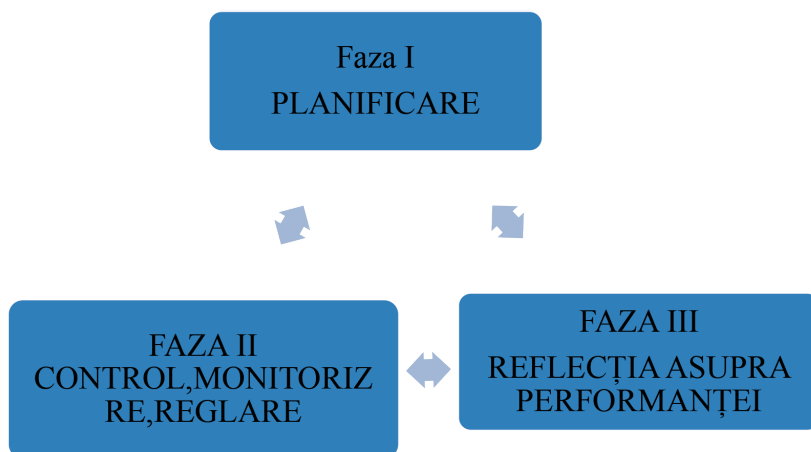 Faza I
PLANIFICARE
FAZA II
CONTROL,MONITORIZ
RE,REGLARE
FAZA III
REFLECȚIA ASUPRA
PERFORMANȚEI